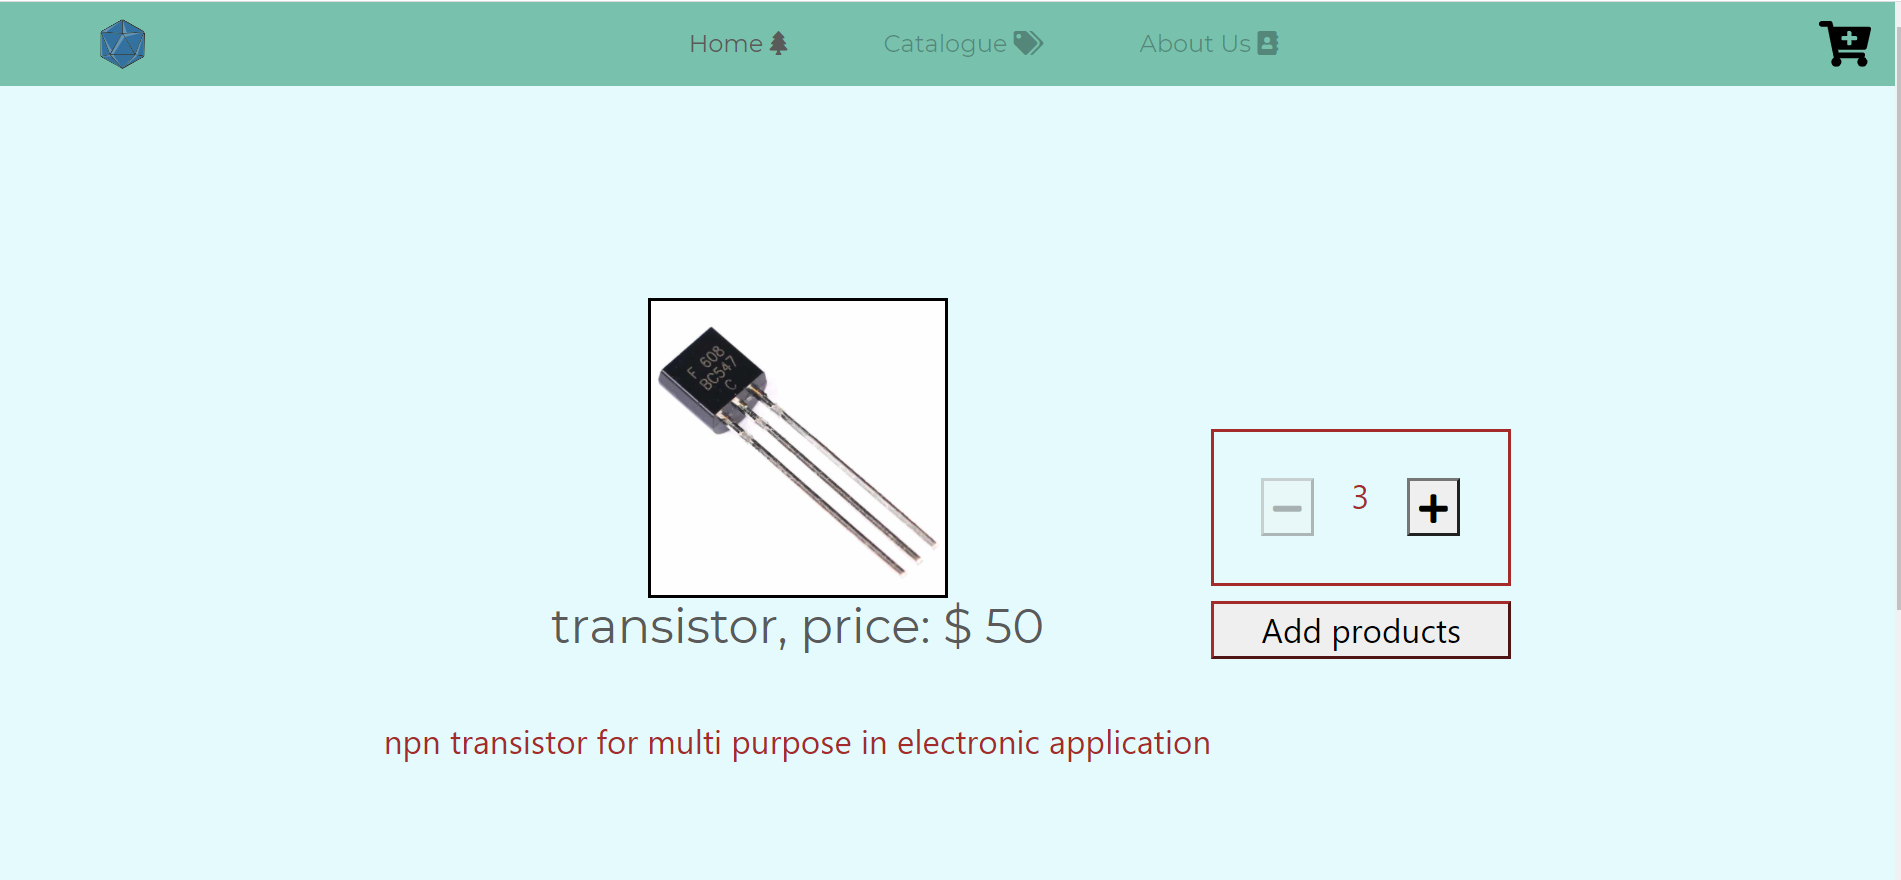 Home
Catalogue
About Us
F 608
BC547
C
3
transistor, price: $ 50
Add products
npn transistor for multi purpose in electronic application